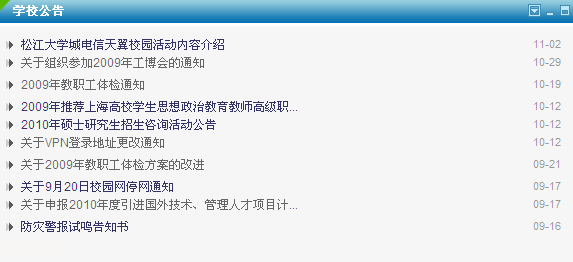 学校公告
松江大学城电信天翼校园活动内容介绍 11-02
关于组织参加2009年工博会的通知 10-29
2009年教职工体检通知 10-19
2009年推荐上海高校学生思想政治教育教师高级职... 10-12
2010年硕士研究生招生咨询活动公告 10-12
关于VPN登录地址更改通知 10-12
关于2009年教职工体检方案的改进 09-21
关于9月20日校园网停网通知 09-17
关于申报2010年度引进国外技术、管理人才项目计... 09-17
防灾警报试鸣告知书 09-16